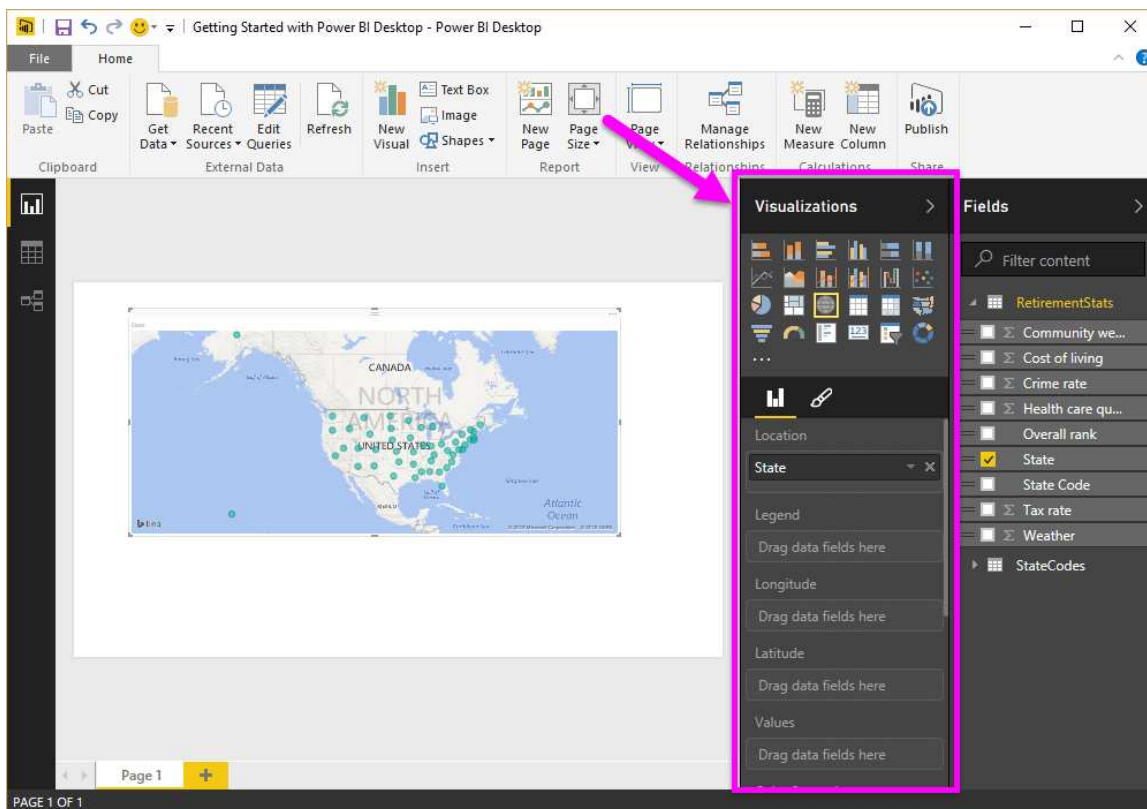 Getting Started with Power BI Desktop - Power BI Desktop
File Home
Cut
Copy
Paste
Get Data
Recent Sources
Edit Queries
Refresh
New Visual
Text Box
Image
Shapes
New Page
Page Size
Page
Manage Relationships
New Measure
New Column
Publish
Clipboard
External Data
Insert
Report
View
Relationships
Calculations
Share
Visualizations
Fields
Filter content
RetirementStats
Community we...
Cost of living
Crime rate
Health care qu...
Overall rank
State
State Code
Tax rate
Weather
StateCodes
123
...
Location
State
Legend
Drag data fields here
Longitude
Drag data fields here
Latitude
Drag data fields here
Values
Drag data fields here
CANADA
NORTH
AMERICA
UNITED STATES
Atlantic
Ocean
bing
Page 1
PAGE 1 OF 1